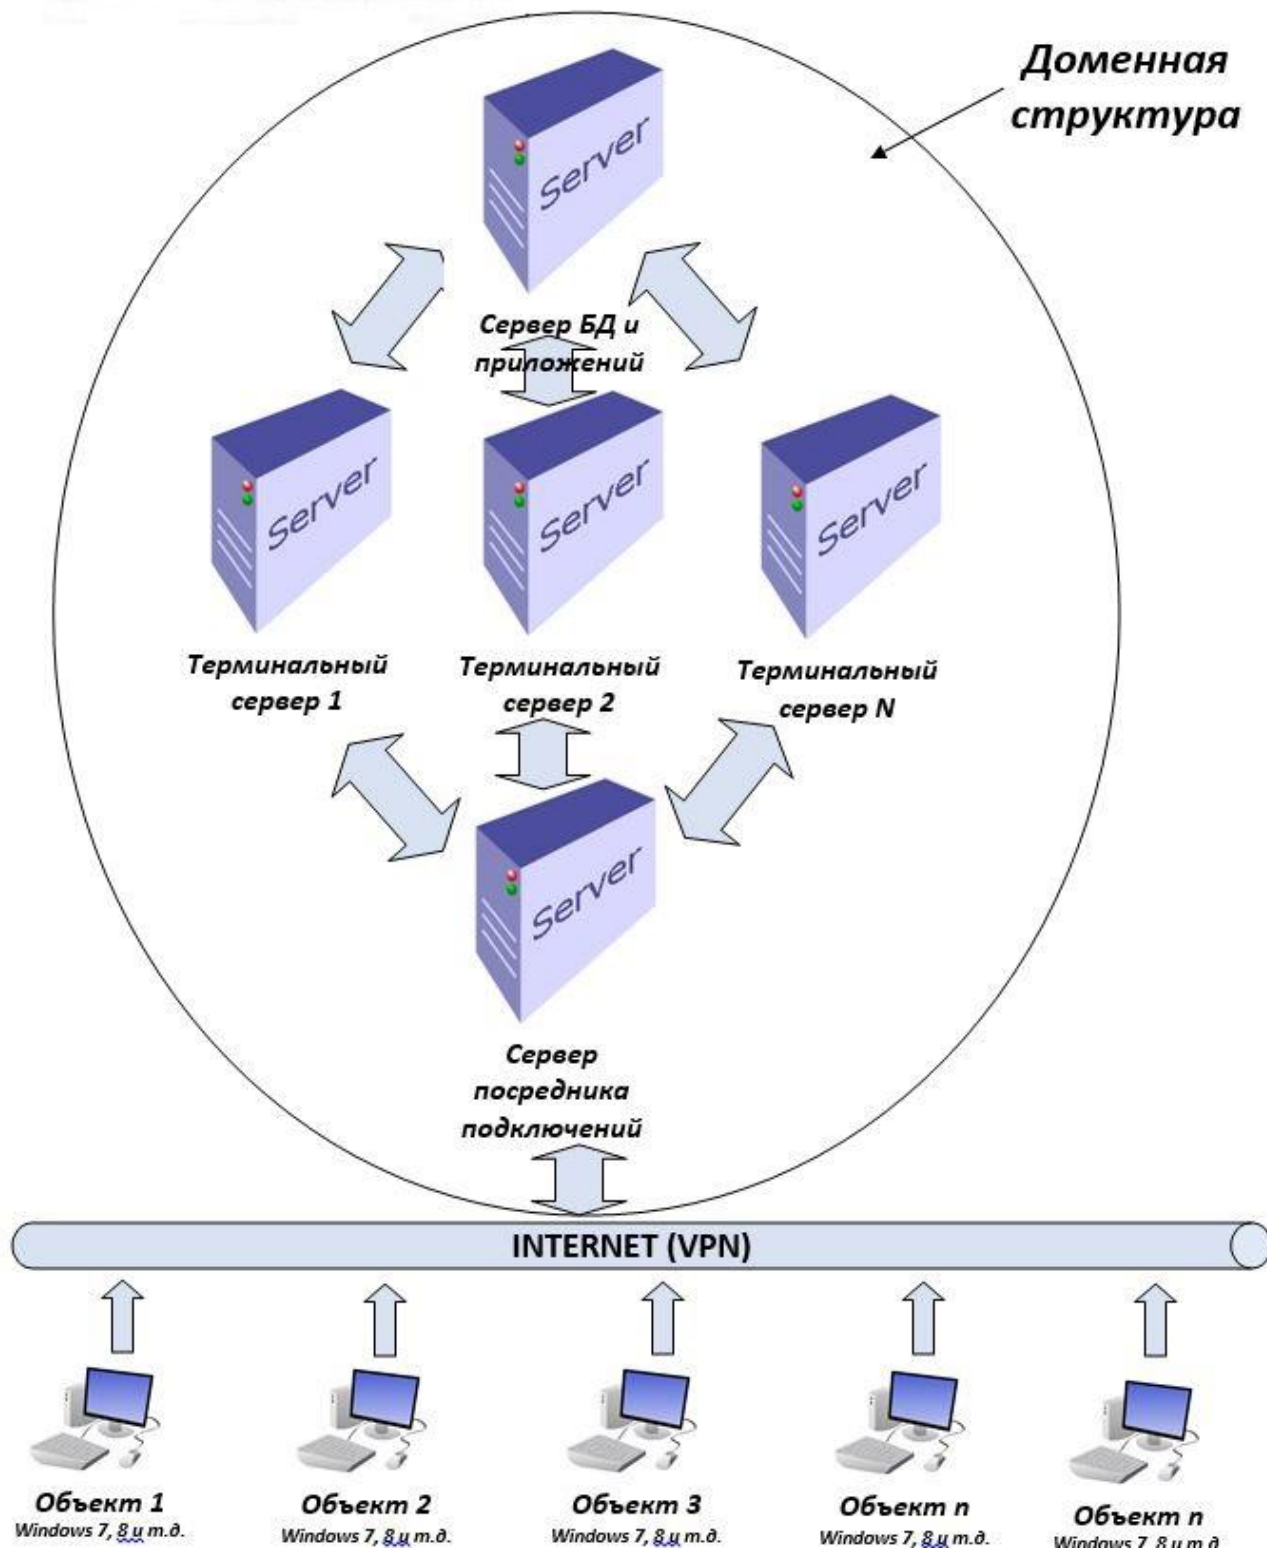 Доменная
структура
Server
Сервер БД и
приложений
Server
Server
Server
Терминальный
сервер 1
Терминальный
сервер 2
Терминальный
сервер N
Server
Сервер
посредника
подключений
INTERNET (VPN)
Объект 1
Windows 7, 8 и т.д.
Объект 2
Windows 7, 8 и т.д.
Объект 3
Windows 7, 8 и т.д.
Объект n
Windows 7, 8 и т.д.
Объект n
Windows 7, 8 и т.д